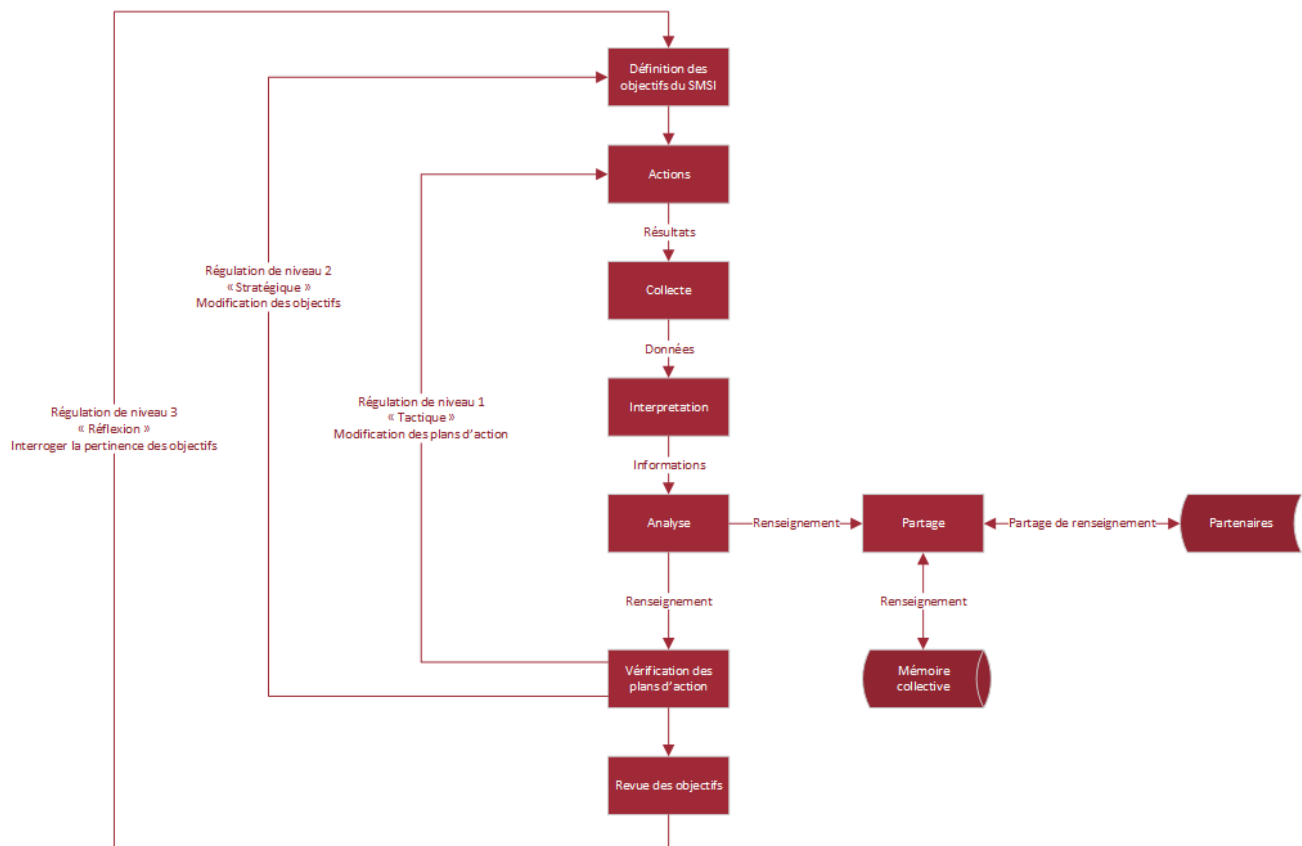 Définition des
objectifs du SMSI
Actions
Résultats
Régulation de niveau 2
« Stratégique »
Modification des objectifs
Collecte
Données
Régulation de niveau 3
« Réflexion »
Interroger la pertinence des objectifs
Régulation de niveau 1
« Tactique »
Modification des plans d'action
Interpretation
Informations
Analyse
Renseignement
Partage
Partage de renseignement
Partenaires
Renseignement
Renseignement
Vérification des
plans d'action
Mémoire
collective
Revue des objectifs